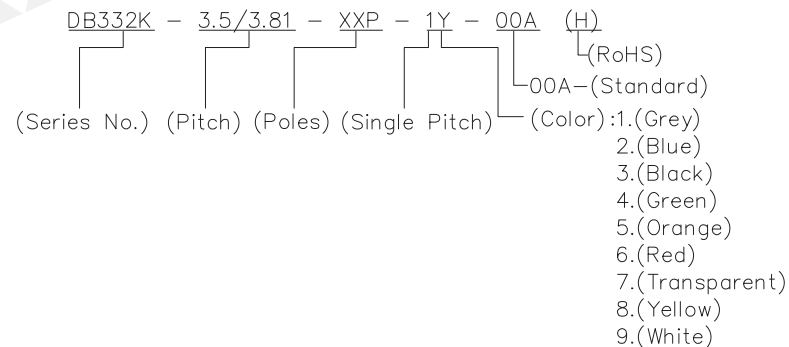 DB332K - 3.5/3.81 - XXP - 1Y - 00A (H)
(RoHS)
00A-(Standard)
(Series No.) (Pitch) (Poles) (Single Pitch) (Color):1.(Grey)
2.(Blue)
3.(Black)
4.(Green)
5.(Orange)
6.(Red)
7.(Transparent)
8.(Yellow)
9.(White)